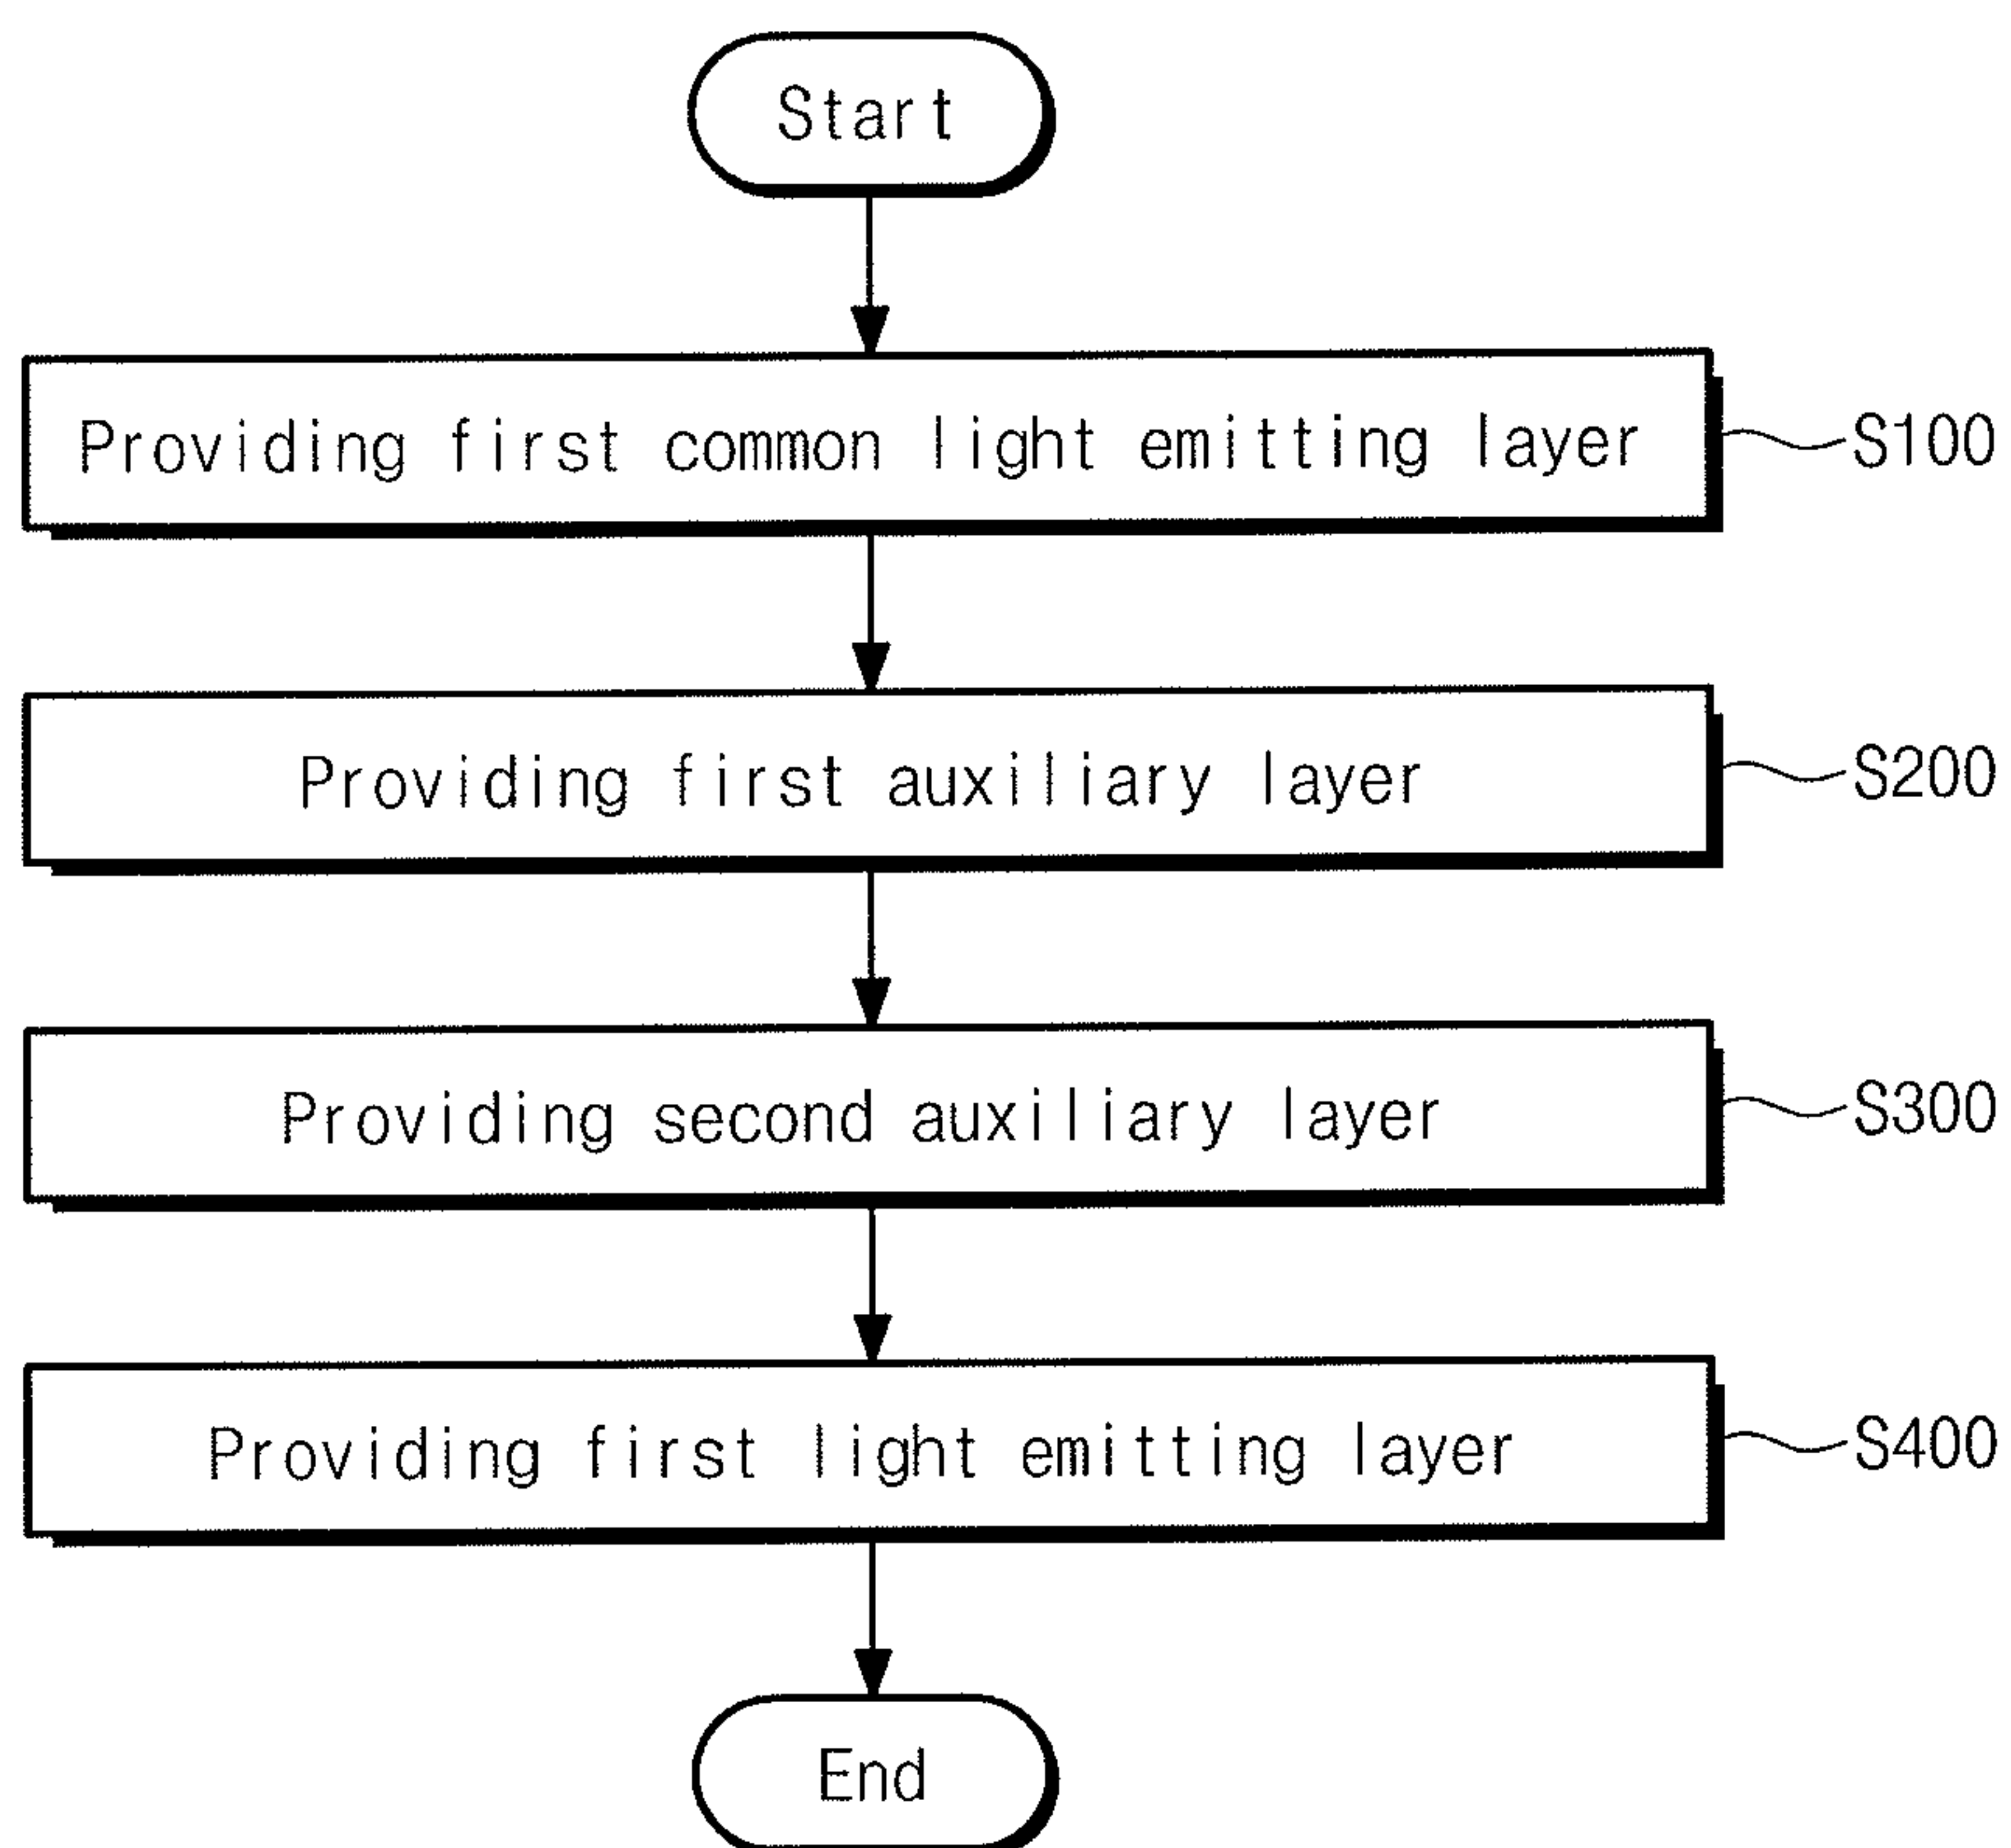 Start
Providing first common light emitting layer
S100
Providing first auxiliary layer
S200
Providing second auxiliary layer
S300
Providing first light emitting layer
S400
End